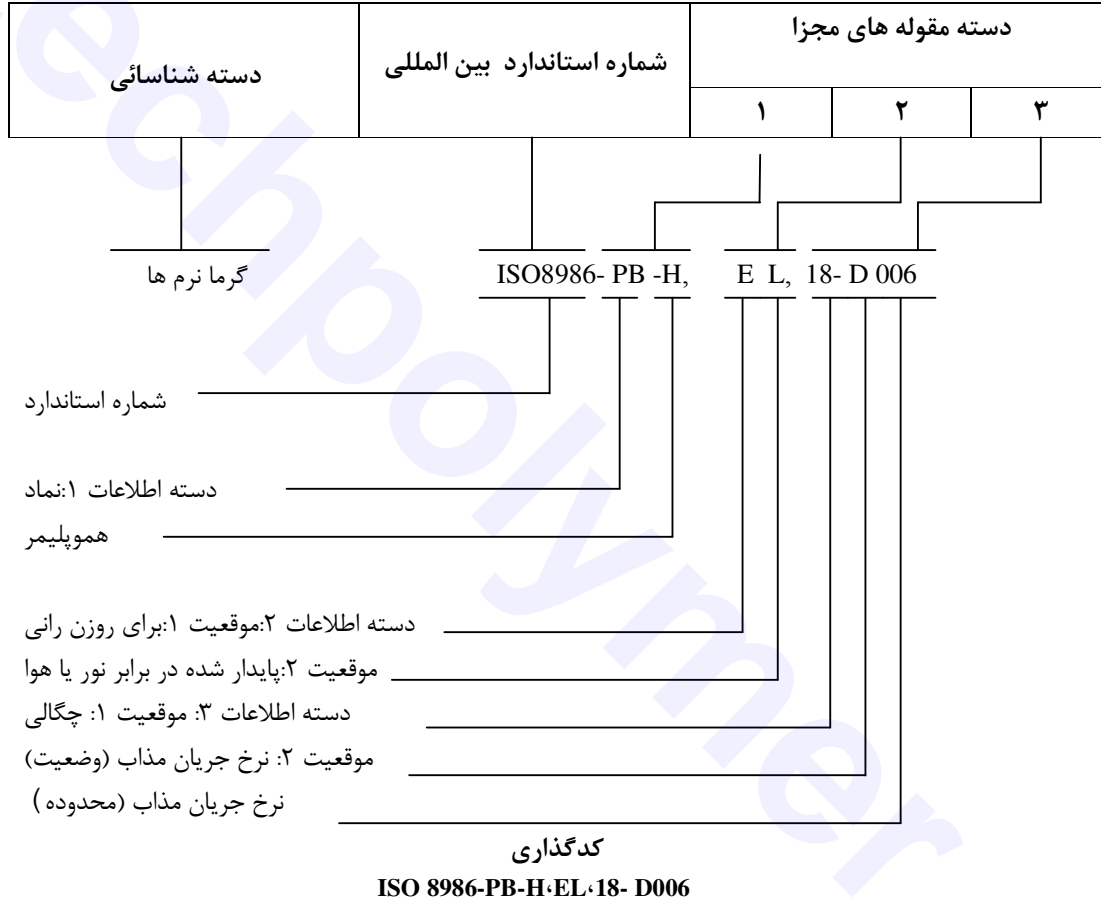 دسته مقوله های مجزا
شماره استاندارد بین المللی
دسته شناسائی
۱ ۲ ۳
گرما نرم ها
ISO8986- PB -H, E L, 18- D 006
شماره استاندارد
دسته اطلاعات ۱:نماد
هموپلیمر
دسته اطلاعات ۲:موقعیت ۱:برای روزن رانی
موقعیت ۲:پایدار شده در برابر نور یا هوا
دسته اطلاعات ۳: موقعیت ۱: چگالی
موقعیت ۲: نرخ جریان مذاب (وضعیت)
نرخ جریان مذاب (محدوده )
کدگذاری
ISO 8986-PB-H،EL،18- D006
echpolymer